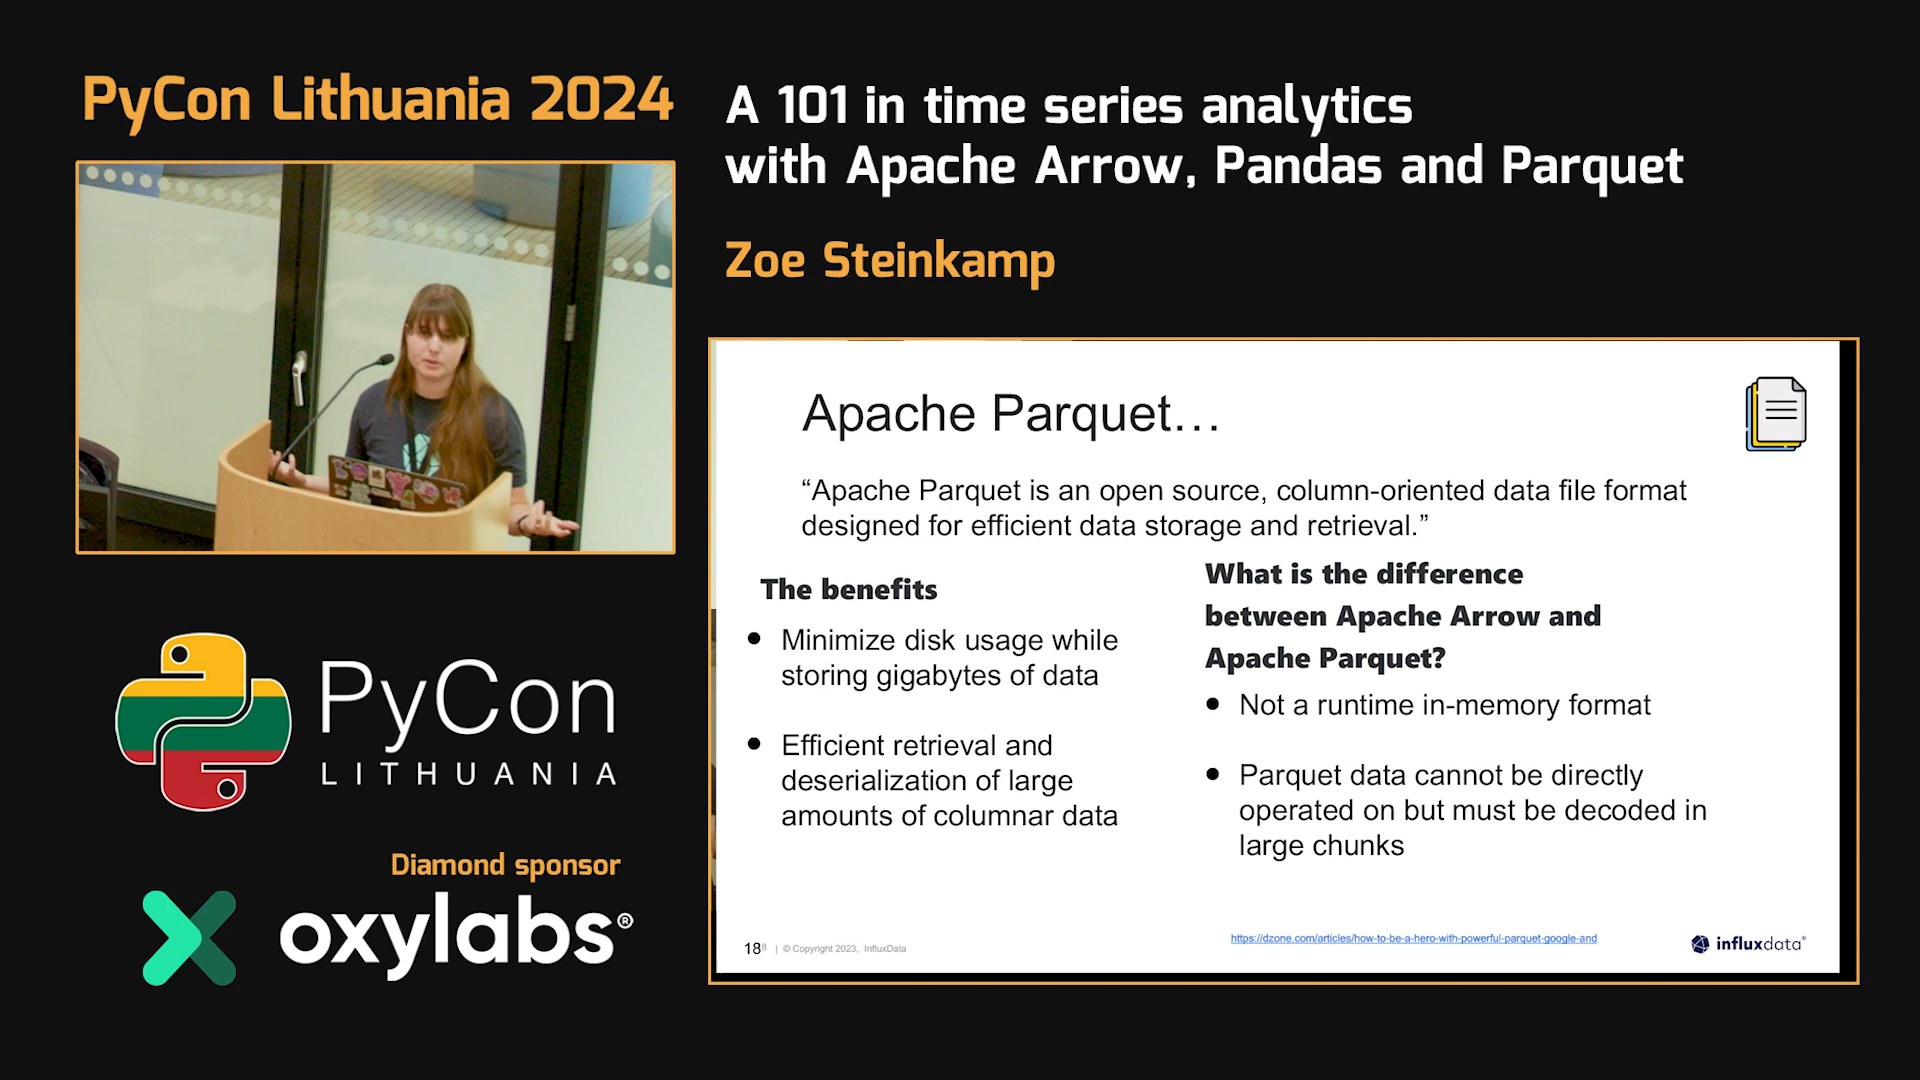 PyCon Lithuania 2024
A 101 in time series analytics
with Apache Arrow, Pandas and Parquet
Zoe Steinkamp
Apache Parquet…
“Apache Parquet is an open source, column-oriented data file format
designed for efficient data storage and retrieval.”
The benefits
● Minimize disk usage while
storing gigabytes of data
● Efficient retrieval and
deserialization of large
amounts of columnar data
What is the difference
between Apache Arrow and
Apache Parquet?
● Not a runtime in-memory format
● Parquet data cannot be directly
operated on but must be decoded in
large chunks
18 | © Copyright 2023, InfluxData
https://dzone.com/articles/how-to-be-a-hero-with-powerful-parquet-google-and
influxdata®
PyCon
LITHUANIA
Diamond sponsor
oxylabs®